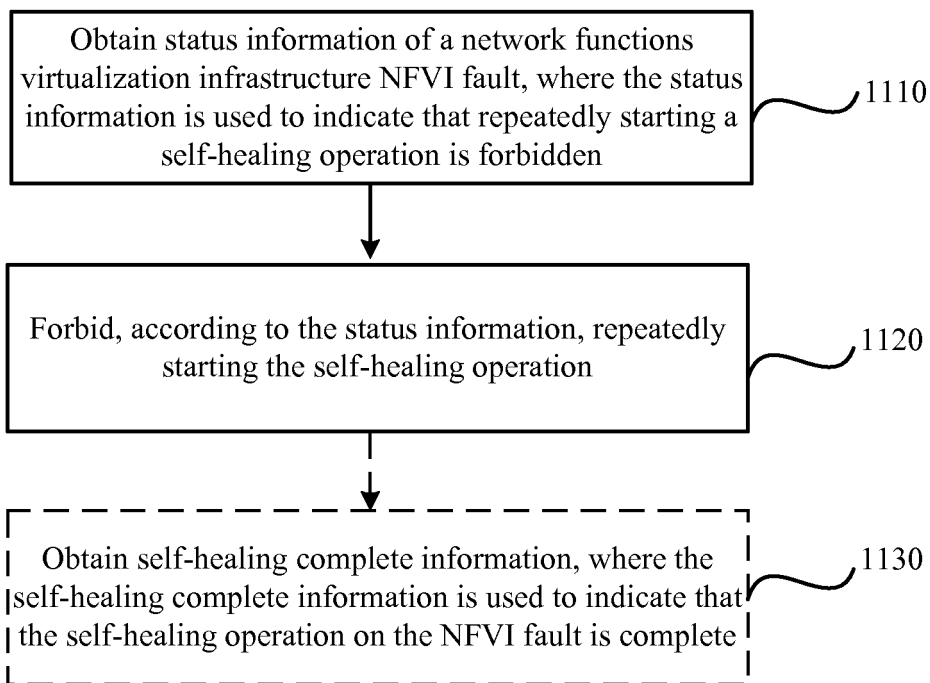 Obtain status information of a network functions
virtualization infrastructure NFVI fault, where the status
information is used to indicate that repeatedly starting a
self-healing operation is forbidden
1110
Forbid, according to the status information, repeatedly
starting the self-healing operation
1120
Obtain self-healing complete information, where the
self-healing complete information is used to indicate that
the self-healing operation on the NFVI fault is complete
1130